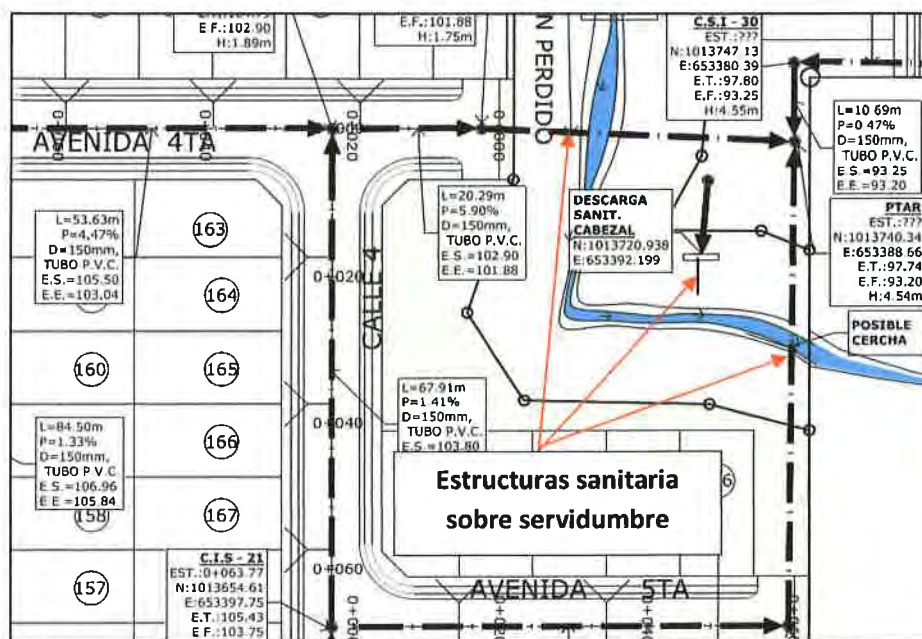 E.F.:102.90
H:1.89m
E.F.:101.88
H:1.75m
N PERDIDO
C.S.I - 30
EST.:???
N:1013747 13
E:653380 39
E.T.:97.80
E.F.:93.25
H:4.55m
AVENIDA 4TA
0+020
L=10 69m
P=0 47%
D=150mm,
TUBO P.V.C.
E S =93 25
E.E.=93.20
L=53.63m
P=4,47%
D=150mm,
TUBO P.V.C.
E.S.=105.50
E.E.=103.04
163
L=20.29m
P=5.90%
D=150mm,
TUBO P.V.C.
E.S.=102.90
E.E.=101.88
DESCARGA
SANIT.
CABEZAL
N:1013720.938
E:653392.199
PTAR
EST.:???
N:1013740.34
E:653388 66
E.T.:97.74
E.F.:93.20
H:4.54m
164
0+020
CALLE 4
POSIBLE
CERCHA
160
165
L=84.50m
P=1.33%
D=150mm,
TUBO P.V.C
E S.=106.96
E E =105 84
166
0+040
L=67.91m
P=1.41%
D=150mm,
TUBO P.V.C.
E.S.=103.80
158
167
Estructuras sanitaria
sobre servidumbre
C.I.S - 21
EST.:0+063.77
N:1013654.61
E:653397.75
E.T.:105.43
E F.:103.75
157
0+060
AVENIDA 5TA